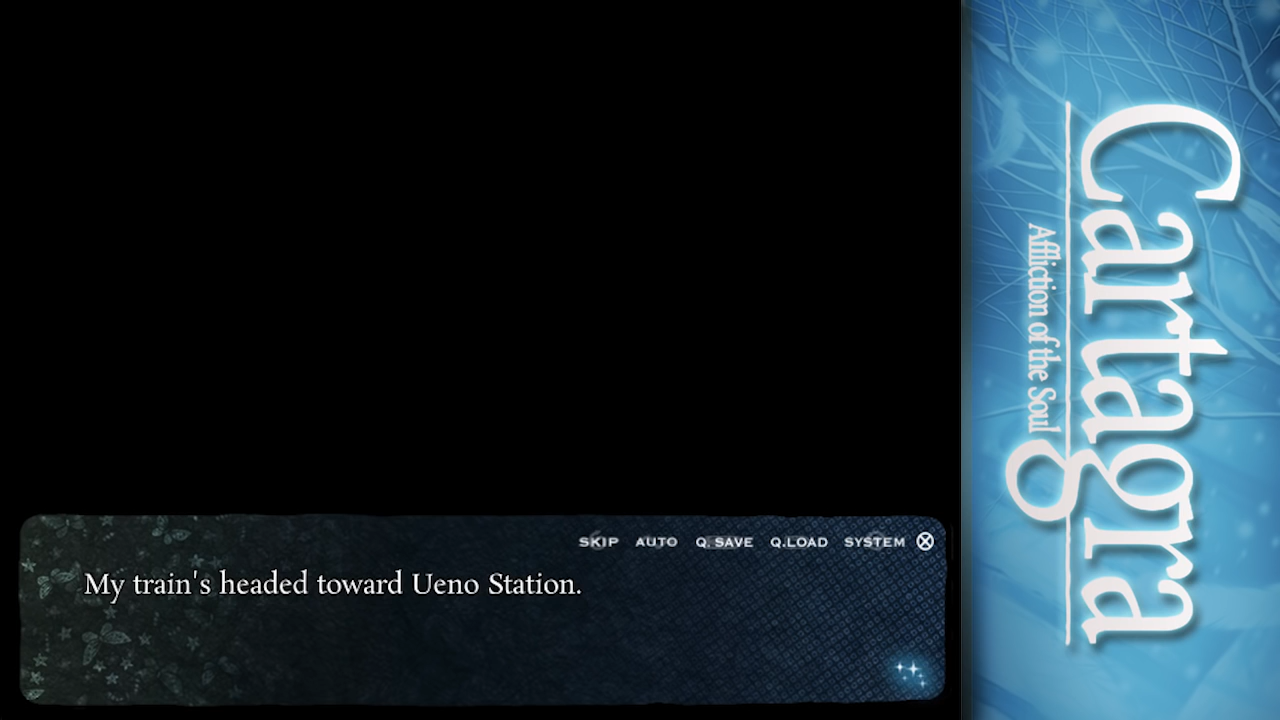 SKIP AUTO Q. SAVE Q.LOAD SYSTEM
My train's headed toward Ueno Station.
Cartagra
Affliction of the Soul